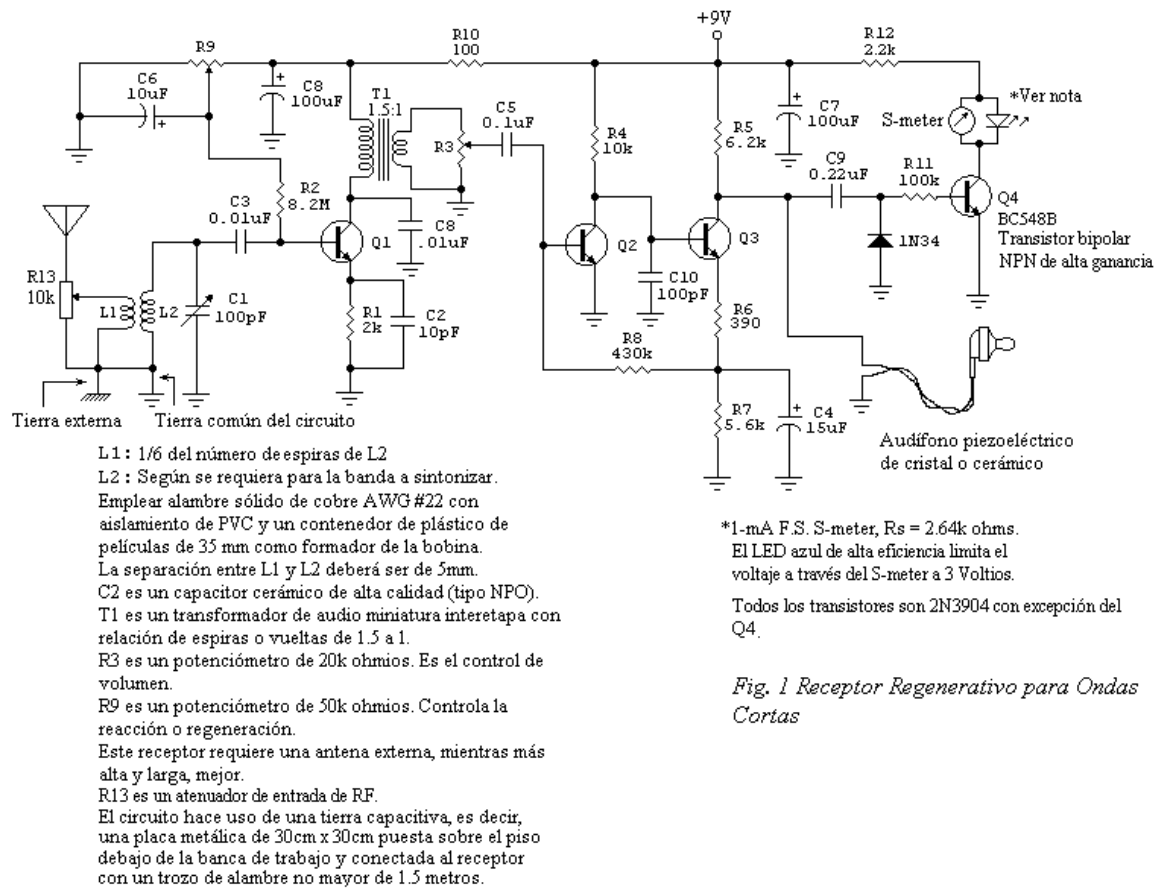 +9V
R9
R10
100
R12
2.2k
C6
10uF
C8
100uF
T1
1.5:1
C5
0.1uF
R3
R4
10k
R5
6.2k
C7
100uF
S-meter
*Ver nota
C9
0.22uF
R11
100k
Q4
BC548B
Transistor bipolar
NPN de alta ganancia
1N34
R2
8.2M
C3
0.01uF
Q1
C8
.01uF
Q2
Q3
C10
100pF
R13
10k
L1
L2
C1
100pF
R1
2k
C2
10pF
R6
390
R8
430k
R7
5.6k
C4
15uF
Tierra externa
Tierra común del circuito
Audífono piezoeléctrico
de cristal o cerámico
L1 : 1/6 del número de espiras de L2
L2 : Según se requiera para la banda a sintonizar.
Emplear alambre sólido de cobre AWG #22 con
aislamiento de PVC y un contenedor de plástico de
películas de 35 mm como formador de la bobina.
La separación entre L1 y L2 deberá ser de 5mm.
C2 es un capacitor cerámico de alta calidad (tipo NPO).
T1 es un transformador de audio miniatura interetapa con
relación de espiras o vueltas de 1.5 a 1.
R3 es un potenciómetro de 20k ohmios. Es el control de
volumen.
R9 es un potenciómetro de 50k ohmios. Controla la
reacción o regeneración.
Este receptor requiere una antena externa, mientras más
alta y larga, mejor.
R13 es un atenuador de entrada de RF.
El circuito hace uso de una tierra capacitiva, es decir,
una placa metálica de 30cm x 30cm puesta sobre el piso
debajo de la banca de trabajo y conectada al receptor
con un trozo de alambre no mayor de 1.5 metros.
*1-mA F.S. S-meter, Rs = 2.64k ohms.
El LED azul de alta eficiencia limita el
voltaje a través del S-meter a 3 Voltios.
Todos los transistores son 2N3904 con excepción del
Q4.
Fig. 1 Receptor Regenerativo para Ondas
Cortas